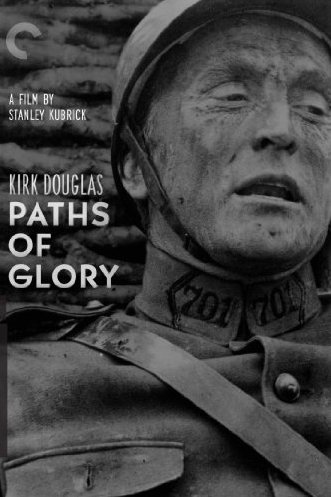 A FILM BY
STANLEY KUBRICK
KIRK DOUGLAS
PATHS
OF
GLORY
701 701